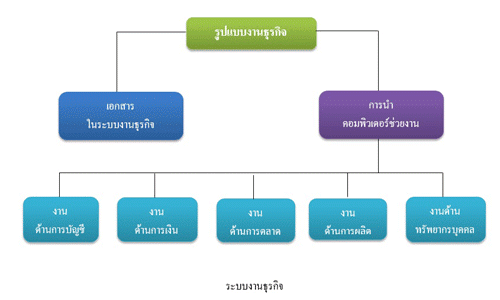 รูปแบบงานธุรกิจ
เอกสาร
ในระบบงานธุรกิจ
การนำ
คอมพิวเตอร์ช่วยงาน
งาน
ด้านการบัญชี
งาน
ด้านการเงิน
งาน
ด้านการตลาด
งาน
ด้านการผลิต
งานด้าน
ทรัพยากรบุคคล
ระบบงานธุรกิจ